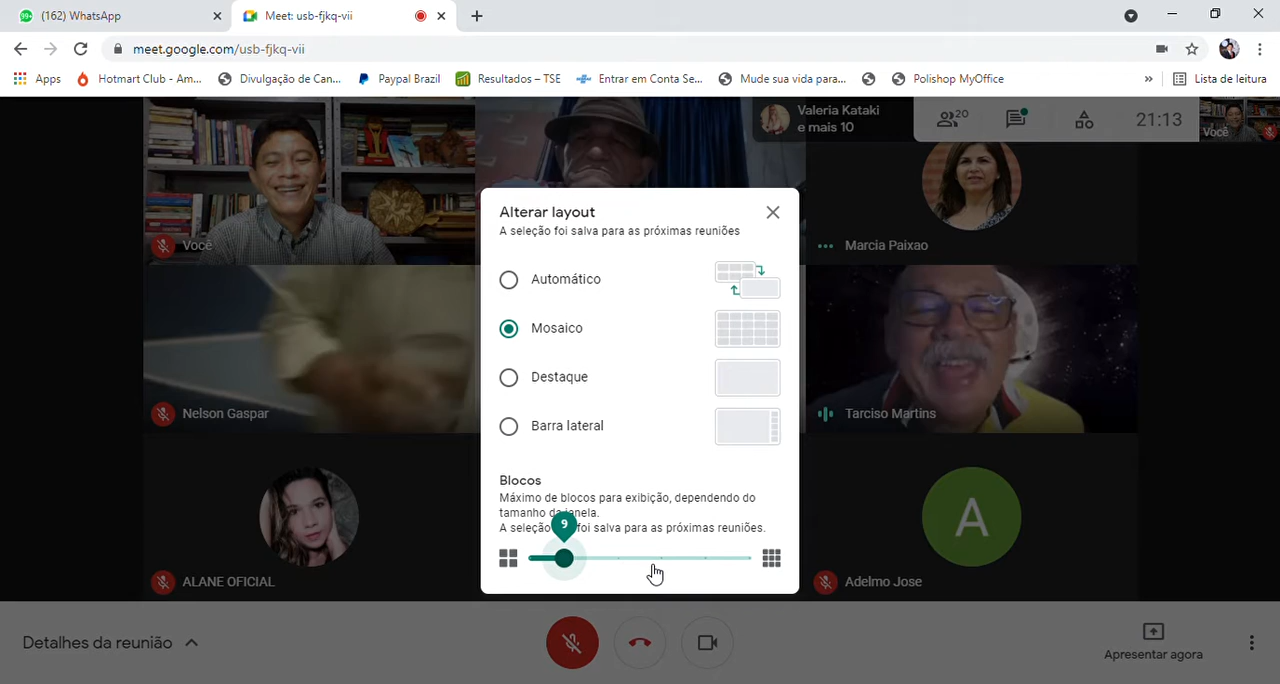 99+
(162) WhatsApp
Meet: usb-fjkq-vii
meet.google.com/usb-fjkq-vii
Apps
Hotmart Club - Am...
Divulgação de Can...
Paypal Brazil
Resultados – TSE
Entrar em Conta Se...
Mude sua vida para...
Polishop MyOffice
»
Lista de leitura
Valeria Kataki
e mais 10
20
21:13
Você
Você
Marcia Paixao
Nelson Gaspar
Tarciso Martins
ALANE OFICIAL
A
Adelmo Jose
Alterar layout
A seleção foi salva para as próximas reuniões
Automático
Mosaico
Destaque
Barra lateral
Blocos
Máximo de blocos para exibição, dependendo do
tamanho da janela.
A seleção foi salva para as próximas reuniões.
9
Detalhes da reunião
Apresentar agora